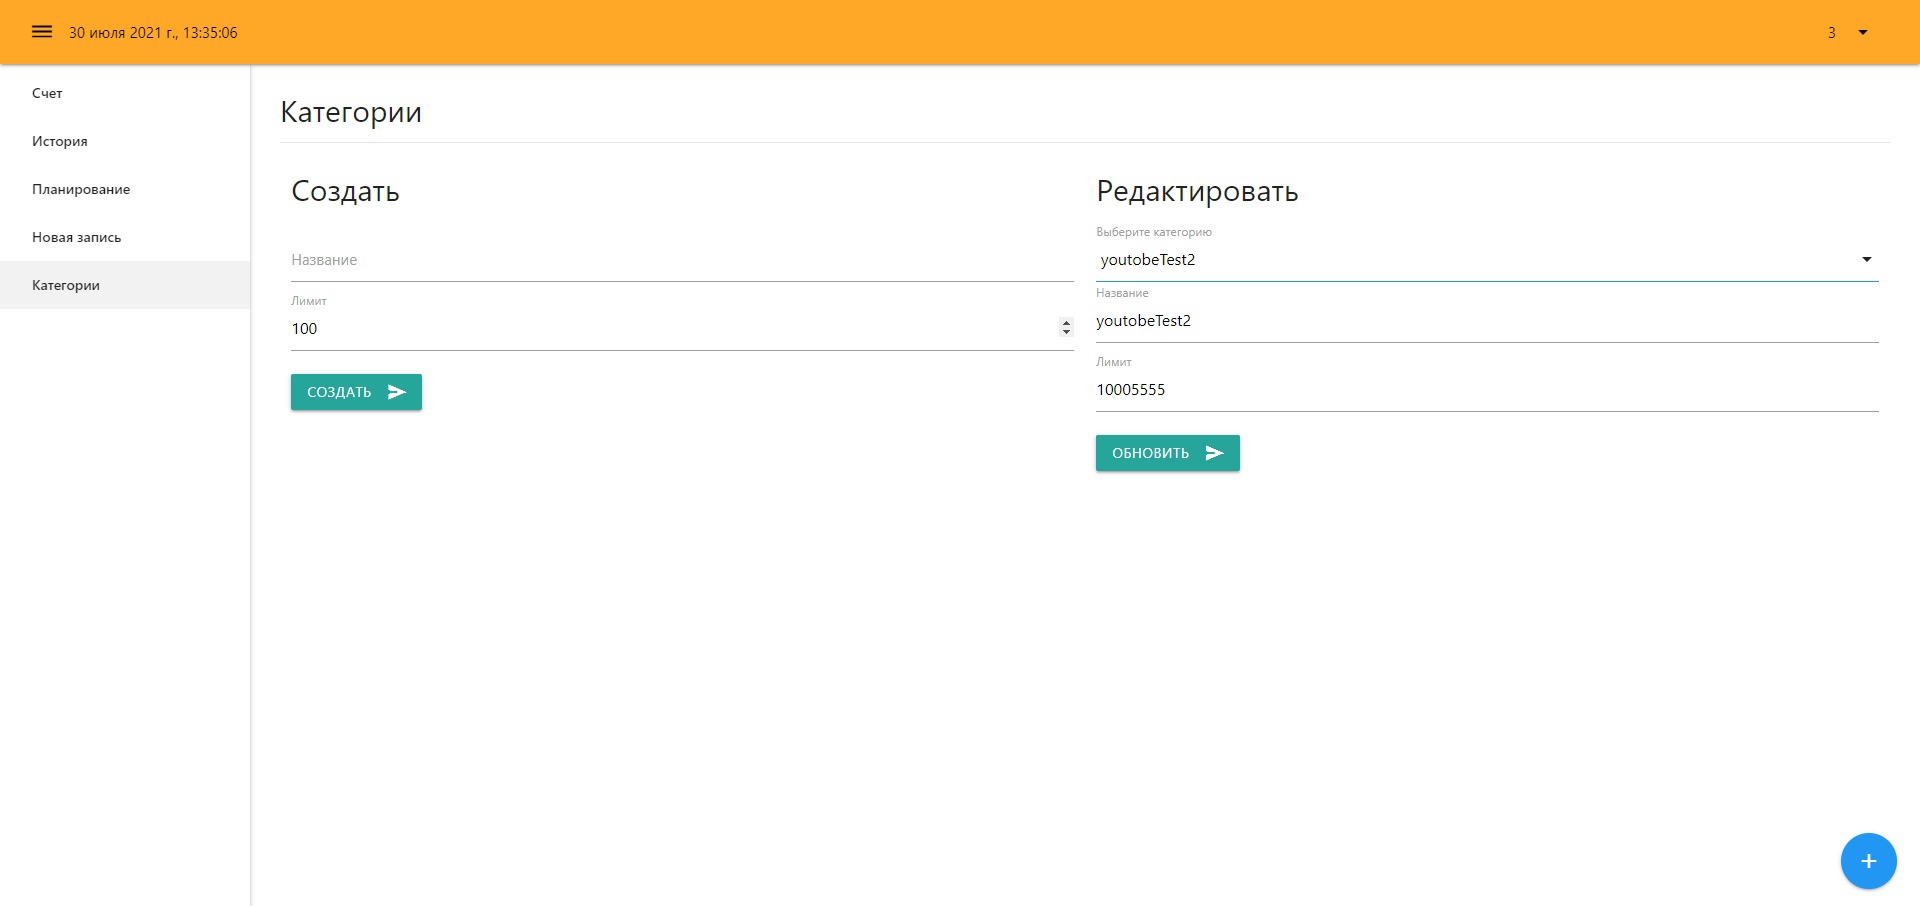 30 июля 2021 г., 13:35:06
3
Счет
История
Планирование
Новая запись
Категории
Категории
Создать
Название
Лимит
100
СОЗДАТЬ
Редактировать
Выберите категорию
youtobeTest2
Название
youtobeTest2
Лимит
10005555
ОБНОВИТЬ